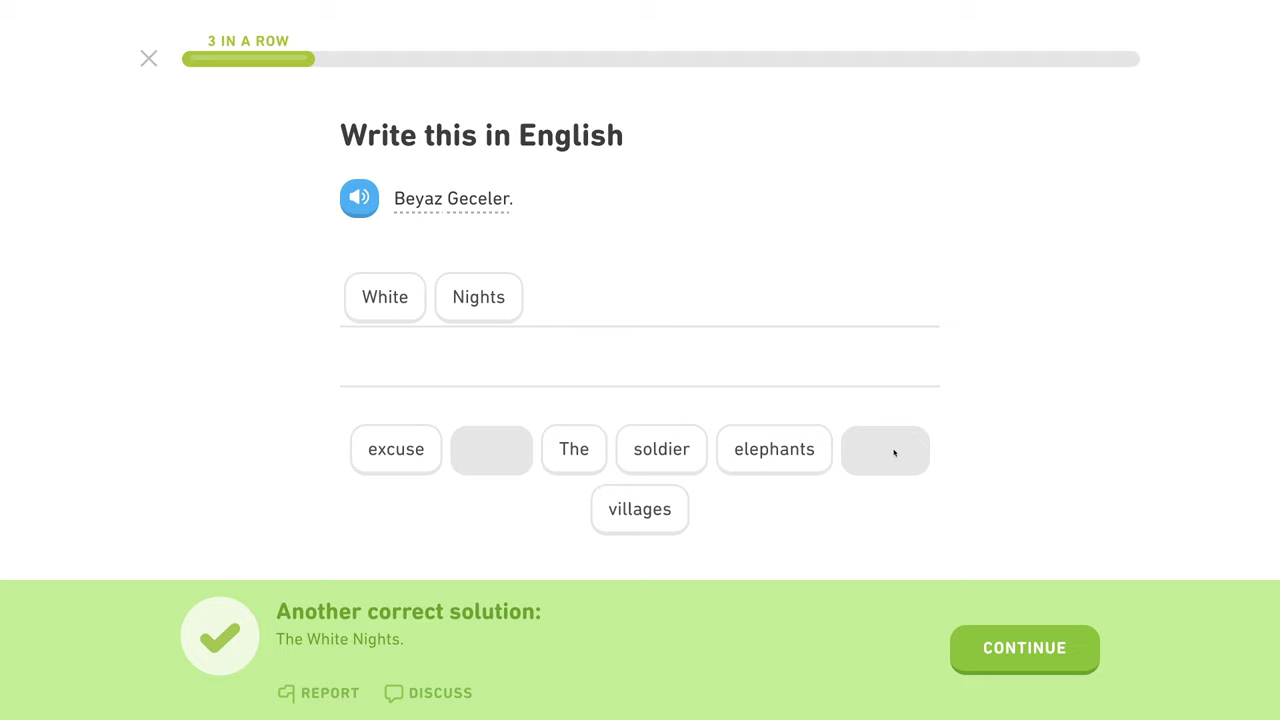 3 IN A ROW
Write this in English
Beyaz Geceler.
White Nights
excuse The soldier elephants
villages
Another correct solution:
The White Nights.
CONTINUE
REPORT DISCUSS